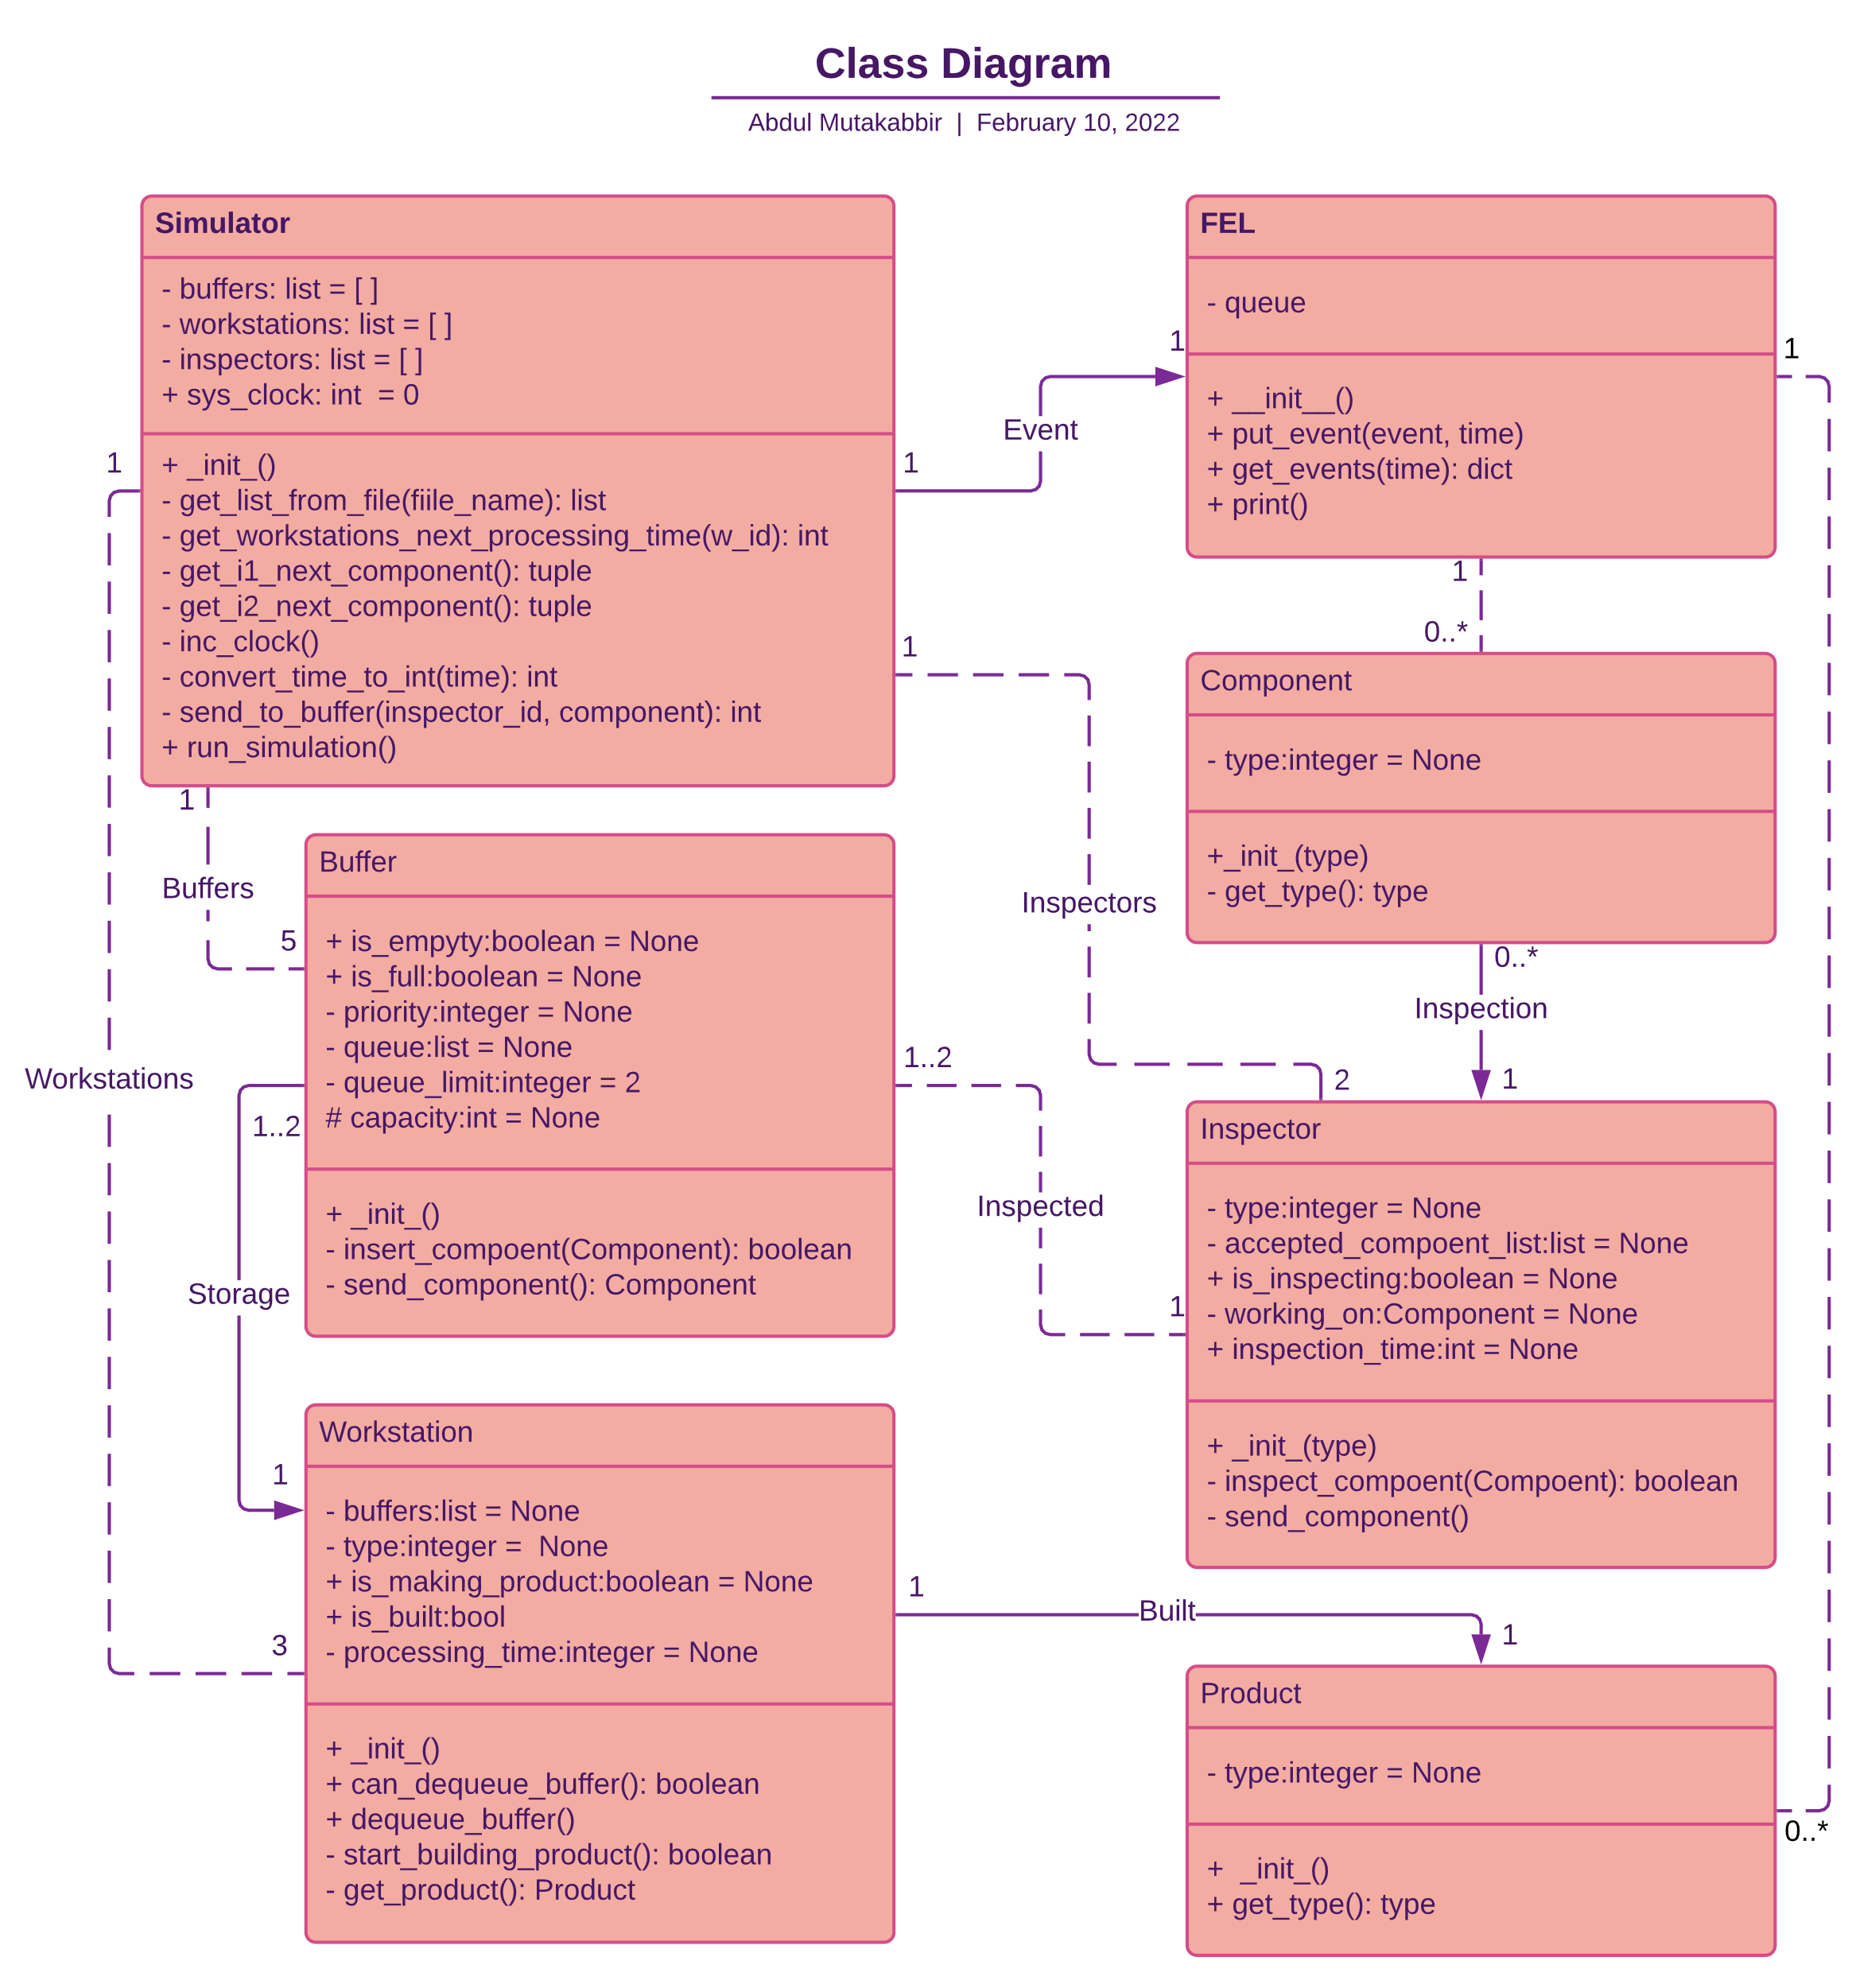 Class Diagram
Abdul Mutakabbir | February 10, 2022
Simulator
- buffers: list = [ ]
- workstations: list = [ ]
- inspectors: list = [ ]
+ sys_clock: int  = 0
+ _init_()
- get_list_from_file(fiile_name): list
- get_workstations_next_processing_time(w_id): int
- get_i1_next_component(): tuple
- get_i2_next_component(): tuple
- inc_clock()
- convert_time_to_int(time): int
- send_to_buffer(inspector_id, component): int
+ run_simulation()
FEL
- queue
+ __init__()
+ put_event(event, time)
+ get_events(time): dict
+ print()
1
1
Event
1
1
1
1
0..*
Component
- type:integer = None
+_init_(type)
- get_type(): type
1
Buffers
5
Buffer
+ is_empyty:boolean = None
+ is_full:boolean = None
- priority:integer = None
- queue:list = None
- queue_limit:integer = 2
# capacity:int = None
+ _init_()
- insert_compoent(Component): boolean
- send_component(): Component
Inspectors
0..*
Inspection
1..2
2
1
Workstations
1..2
Inspected
Storage
1
Inspector
- type:integer = None
- accepted_compoent_list:list = None
+ is_inspecting:boolean = None
- working_on:Component = None
+ inspection_time:int = None
+ _init_(type)
- inspect_compoent(Compoent): boolean
- send_component()
1
3
Workstation
- buffers:list = None
- type:integer =  None
+ is_making_product:boolean = None
+ is_built:bool
- processing_time:integer = None
+ _init_()
+ can_dequeue_buffer(): boolean
+ dequeue_buffer()
- start_building_product(): boolean
- get_product(): Product
1
Built
1
Product
- type:integer = None
+  _init_()
+ get_type(): type
0..*